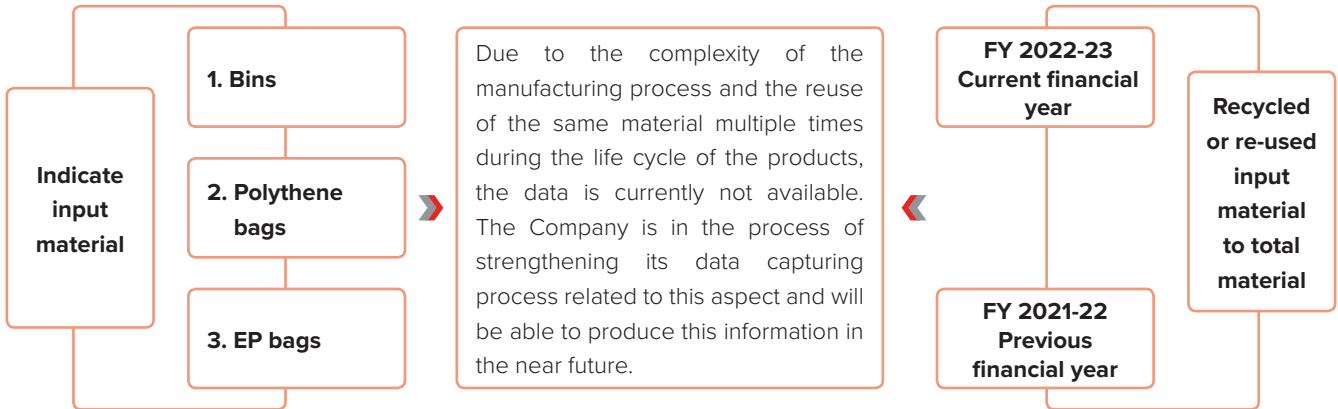 Indicate
input
material
1. Bins
2. Polythene
bags
3. EP bags
Due to the complexity of the
manufacturing process and the reuse
of the same material multiple times
during the life cycle of the products,
the data is currently not available.
The Company is in the process of
strengthening its data capturing
process related to this aspect and will
be able to produce this information in
the near future.
FY 2022-23
Current financial
year
FY 2021-22
Previous
financial year
Recycled
or re-used
input
material
to total
material